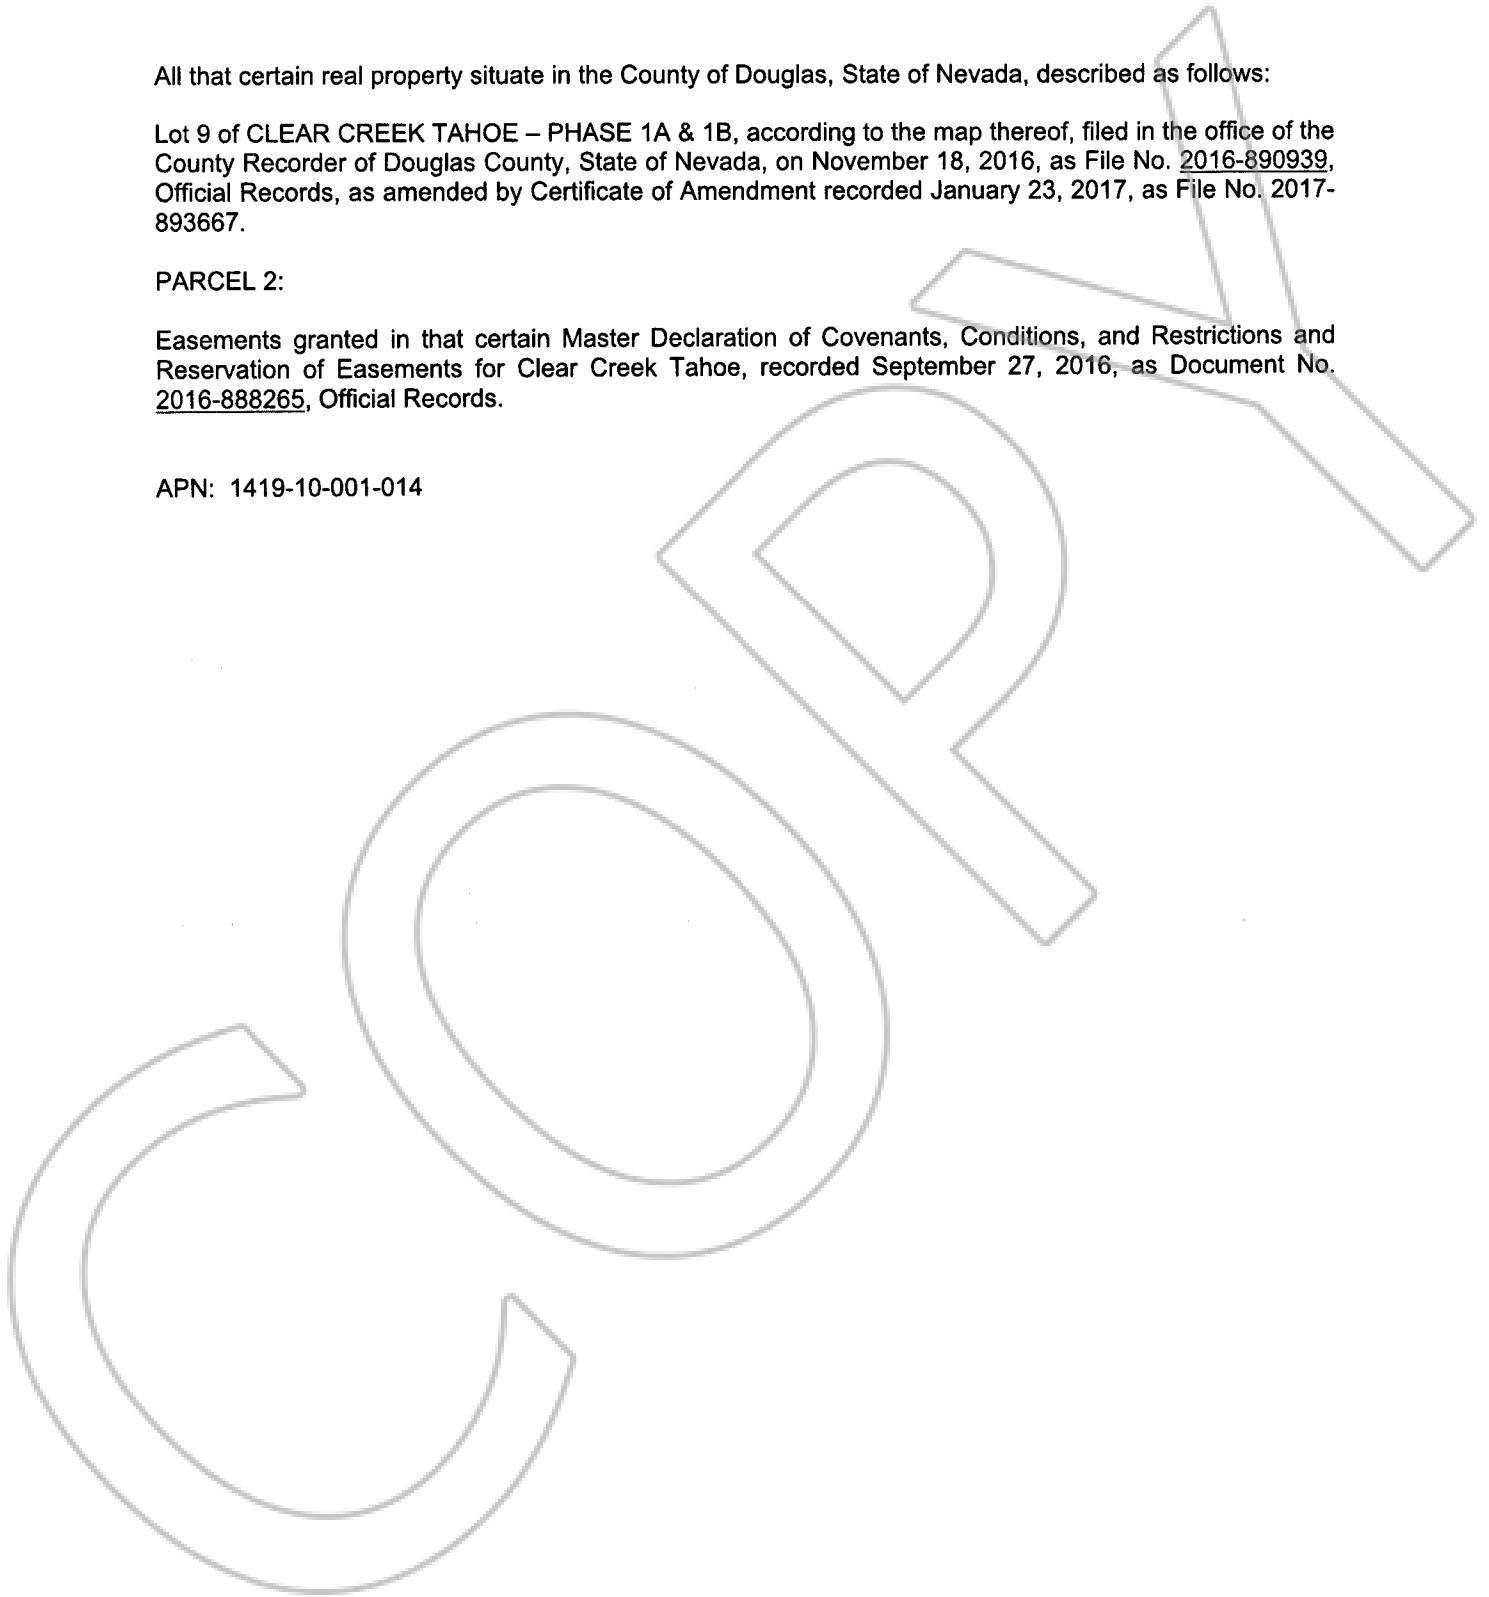 All that certain real property situate in the County of Douglas, State of Nevada, described as follows:
Lot 9 of CLEAR CREEK TAHOE – PHASE 1A & 1B, according to the map thereof, filed in the office of the
County Recorder of Douglas County, State of Nevada, on November 18, 2016, as File No. 2016-890939,
Official Records, as amended by Certificate of Amendment recorded January 23, 2017, as File No. 2017-
893667.
PARCEL 2:
Easements granted in that certain Master Declaration of Covenants, Conditions, and Restrictions and
Reservation of Easements for Clear Creek Tahoe, recorded September 27, 2016, as Document No.
2016-888265, Official Records.
APN: 1419-10-001-014
COPY